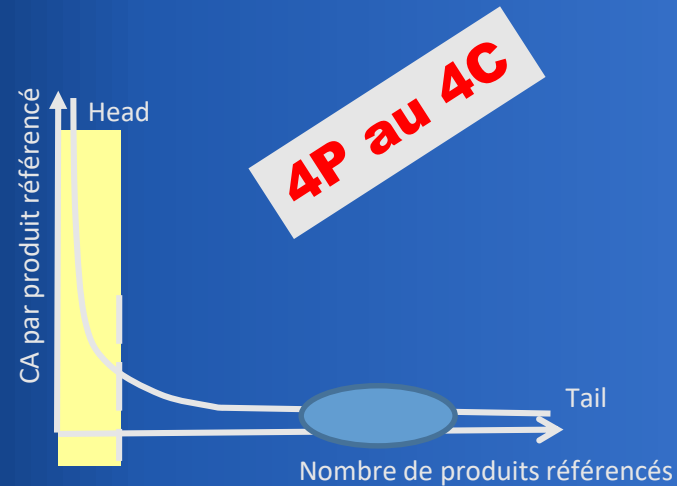 4P au 4C
Head
CA par produit référencé
Tail
Nombre de produits référencés